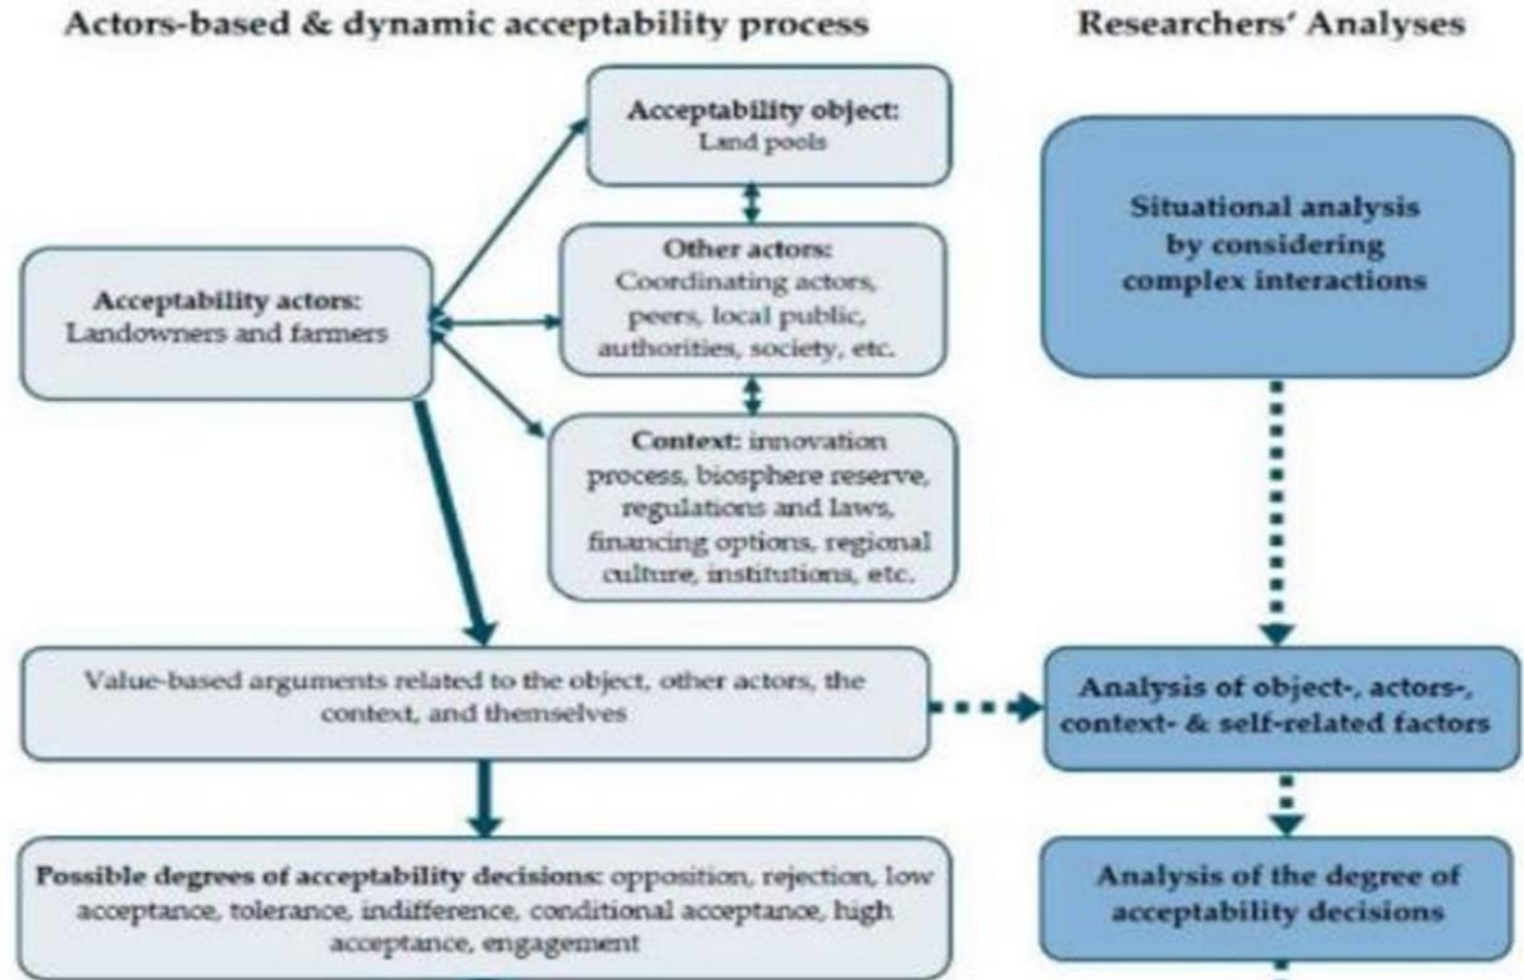 Actors-based & dynamic acceptability process
Researchers' Analyses
Acceptability object:
Land pools
Situational analysis
by considering
complex interactions
Other actors:
Coordinating actors,
peers, local public,
authorities, society, etc.
Acceptability actors:
Landowners and farmers
Context: innovation
process, biosphere reserve,
regulations and laws,
financing options, regional
culture, institutions, etc.
Value-based arguments related to the object, other actors, the
context, and themselves
Analysis of object-, actors-,
context- & self-related factors
Possible degrees of acceptability decisions: opposition, rejection, low
acceptance, tolerance, indifference, conditional acceptance, high
acceptance, engagement
Analysis of the degree of
acceptability decisions